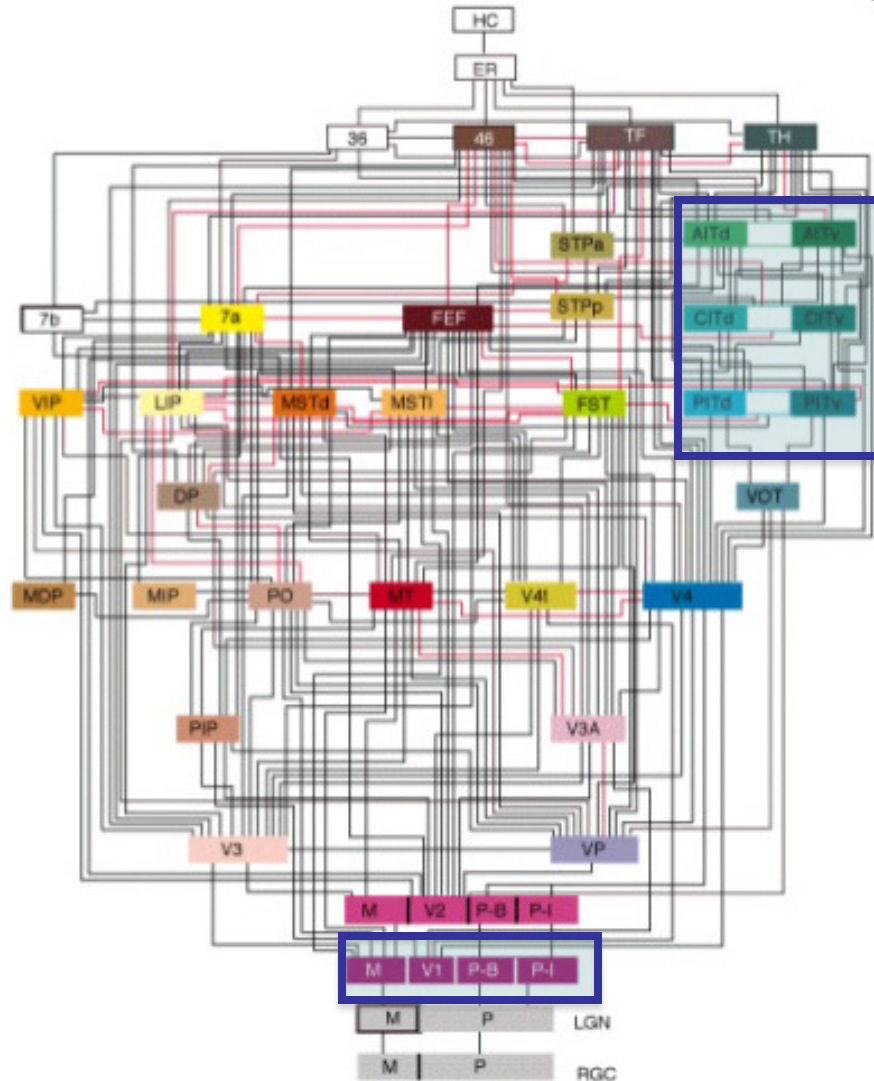 HC
ER
36 46 TF TH
STPa AITd AITv
7b 7a FEF STPp CITd CITv
VIP LIP MSTd MSTl FST PITd PITv
DP VOT
MDP MIP PO MT V4t V4
PIP V3A
V3 VP
M V2 P-B P-I
M V1 P-B P-I
M P LGN
M P RGC